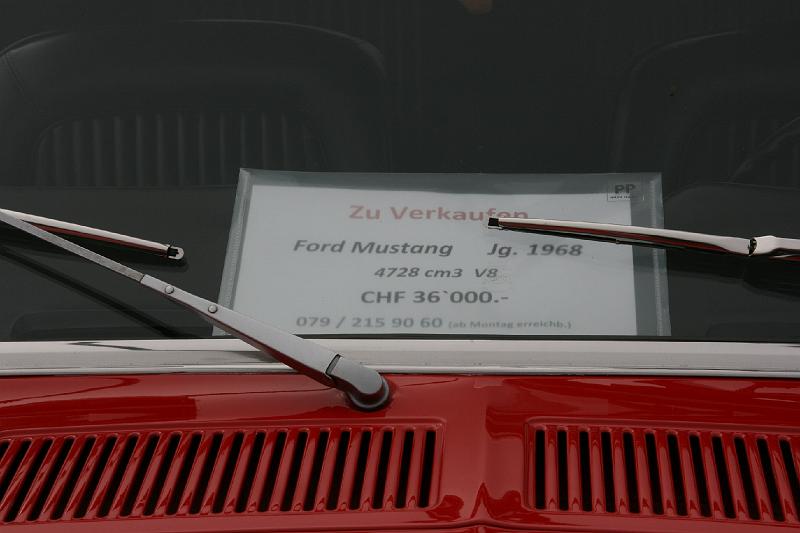 PP
Zu Verkaufen
Ford Mustang Jg. 1968
4728 cm3 V8
CHF 36`000.-
079 / 215 90 60 (ab Montag erreichb.)